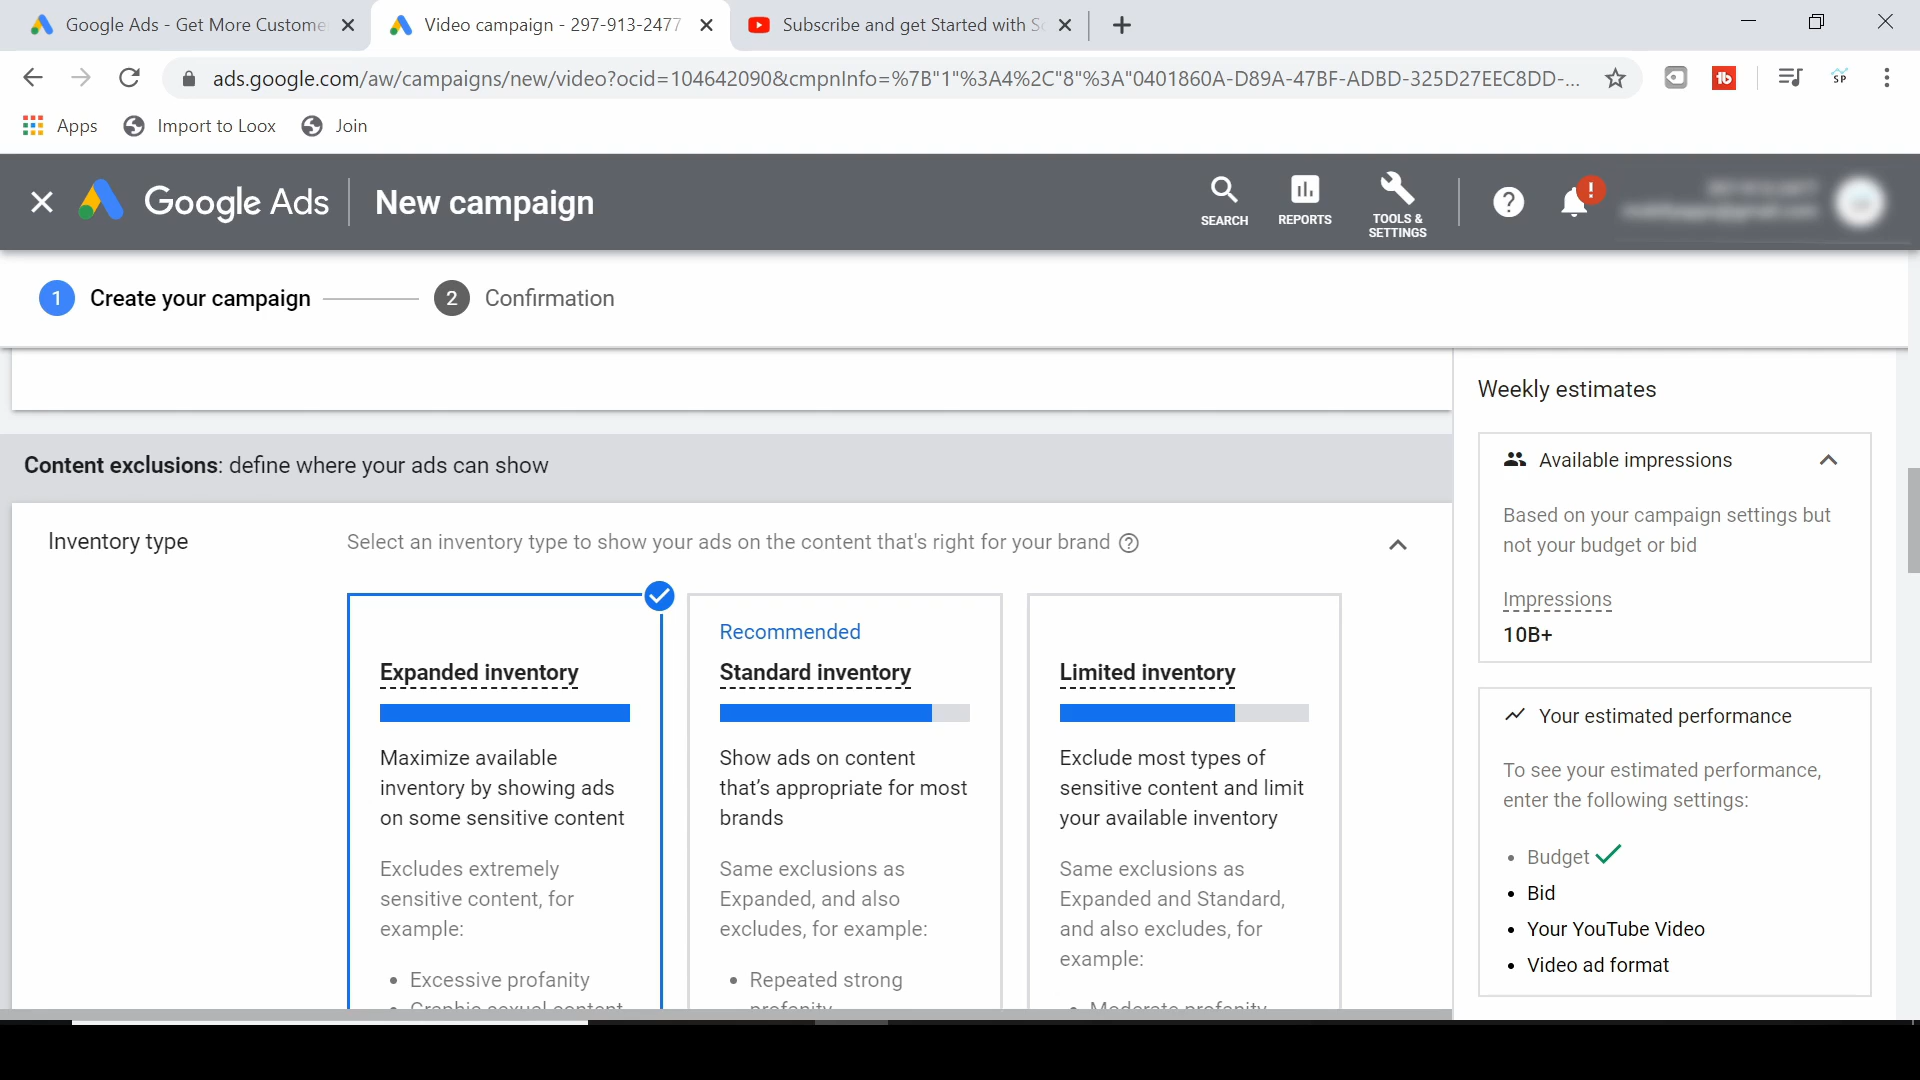 Google Ads - Get More Custome
Video campaign - 297-913-2477
Subscribe and get Started with S
ads.google.com/aw/campaigns/new/video?ocid=104642090&cmpnInfo=%7B"1"%3A4%2C"8"%3A"0401860A-D89A-47BF-ADBD-325D27EEC8DD-...
tb
SP
Apps
Import to Loox
Join
Google Ads
New campaign
SEARCH
REPORTS
TOOLS &
SETTINGS
?
!
1 Create your campaign
2 Confirmation
Content exclusions: define where your ads can show
Inventory type
Select an inventory type to show your ads on the content that's right for your brand ?
Expanded inventory
Maximize available
inventory by showing ads
on some sensitive content
Excludes extremely
sensitive content, for
example:
• Excessive profanity
• Graphic sexual content
Recommended
Standard inventory
Show ads on content
that's appropriate for most
brands
Same exclusions as
Expanded, and also
excludes, for example:
• Repeated strong
profanity
Limited inventory
Exclude most types of
sensitive content and limit
your available inventory
Same exclusions as
Expanded and Standard,
and also excludes, for
example:
• Moderate profanity
Weekly estimates
Available impressions
Based on your campaign settings but
not your budget or bid
Impressions
10B+
Your estimated performance
To see your estimated performance,
enter the following settings:
• Budget
• Bid
• Your YouTube Video
• Video ad format